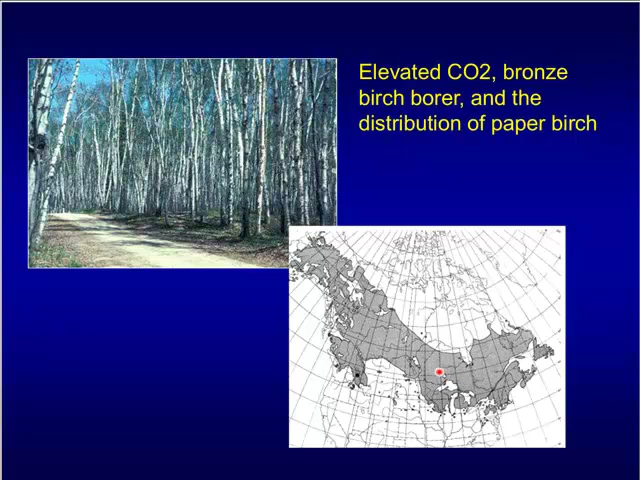 Elevated CO2, bronze
birch borer, and the
distribution of paper birch